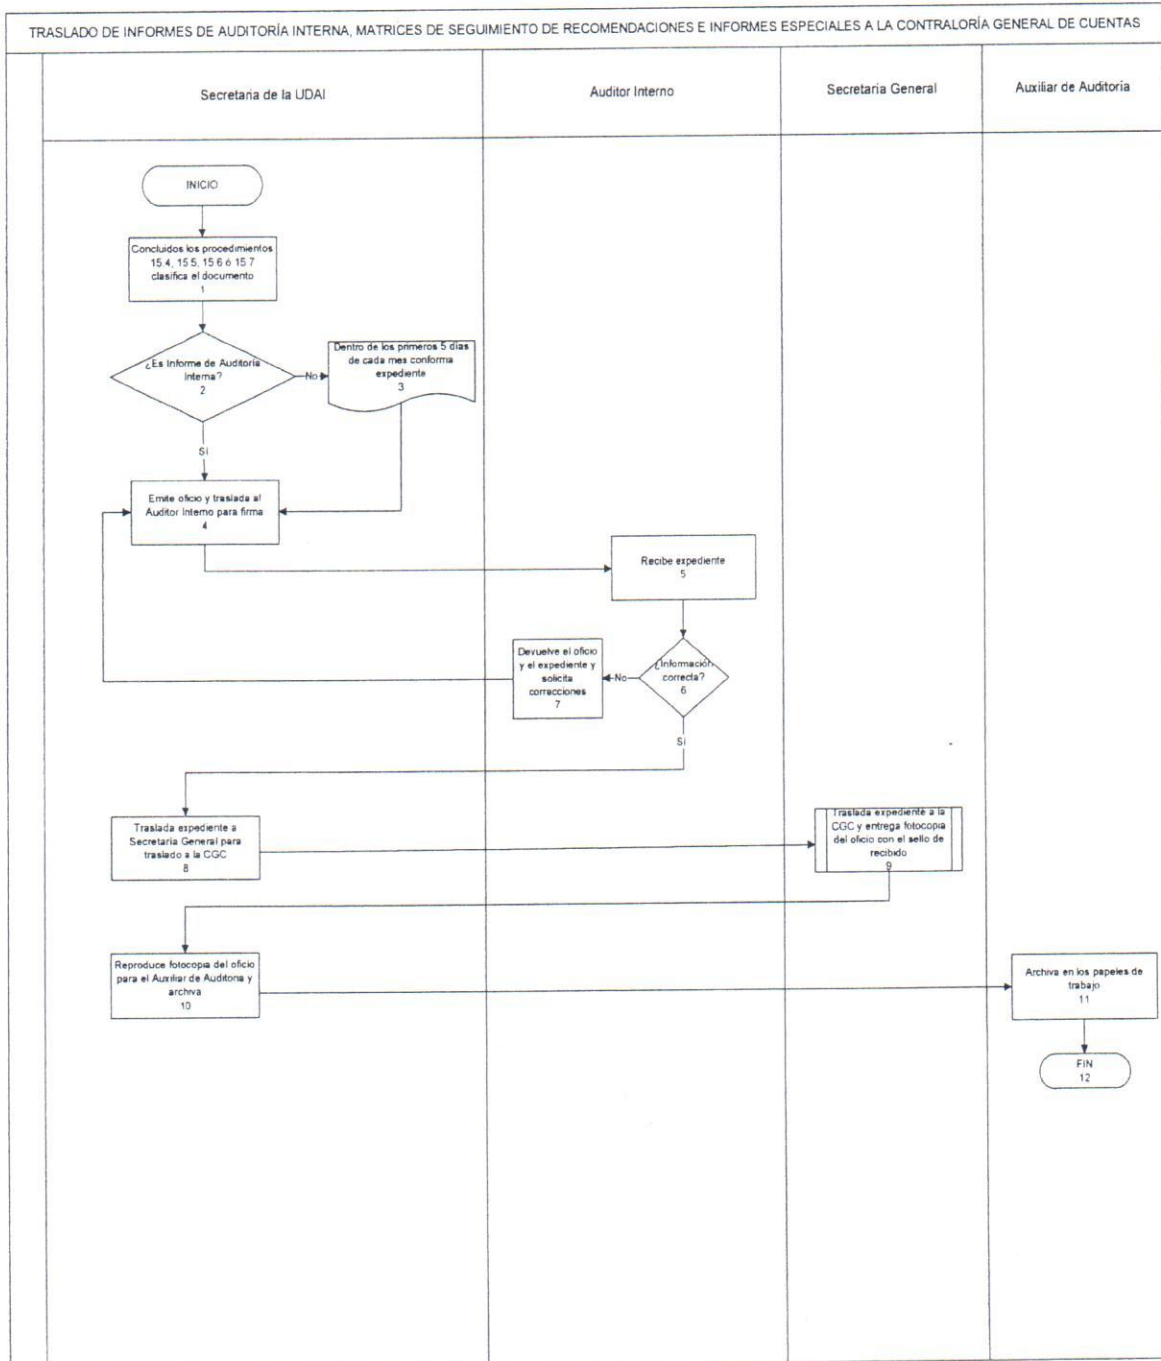 TRASLADO DE INFORMES DE AUDITORÍA INTERNA, MATRICES DE SEGUIMIENTO DE RECOMENDACIONES E INFORMES ESPECIALES A LA CONTRALORÍA GENERAL DE CUENTAS
Secretaria de la UDAI
Auditor Interno
Secretaria General
Auxiliar de Auditoría
INICIO
Concluidos los procedimientos
15.4, 15.5, 15.6 ó 15.7
clasifica el documento
1
¿Es Informe de Auditoría
Interna?
2
No
Dentro de los primeros 5 días
de cada mes conforma
expediente
3
Sí
Emite oficio y traslada al
Auditor Interno para firma
4
Recibe expediente
5
¿Información
correcta?
6
No
Devuelve el oficio
y el expediente y
solicita
correcciones
7
Sí
Traslada expediente a
Secretaria General para
traslado a la CGC
8
Traslada expediente a la
CGC y entrega fotocopia
del oficio con el sello de
recibido
9
Reproduce fotocopia del oficio
para el Auxiliar de Auditoria y
archiva
10
Archiva en los papeles de
trabajo
11
FIN
12